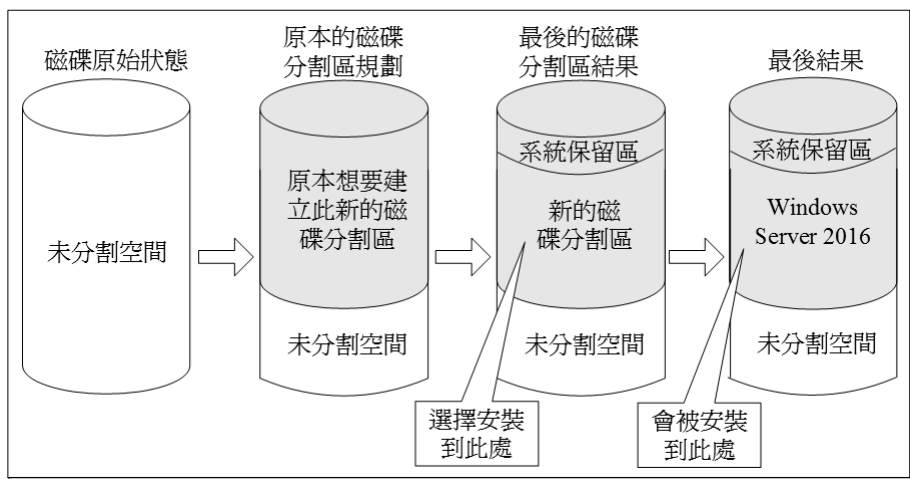 磁碟原始狀態
未分割空間
原本的磁碟
分割區規劃
原本想要建
立此新的磁
碟分割區
未分割空間
最後的磁碟
分割區結果
系統保留區
新的磁
碟分割區
未分割空間
選擇安裝
到此處
最後結果
系統保留區
Windows
Server 2016
未分割空間
會被安裝
到此處